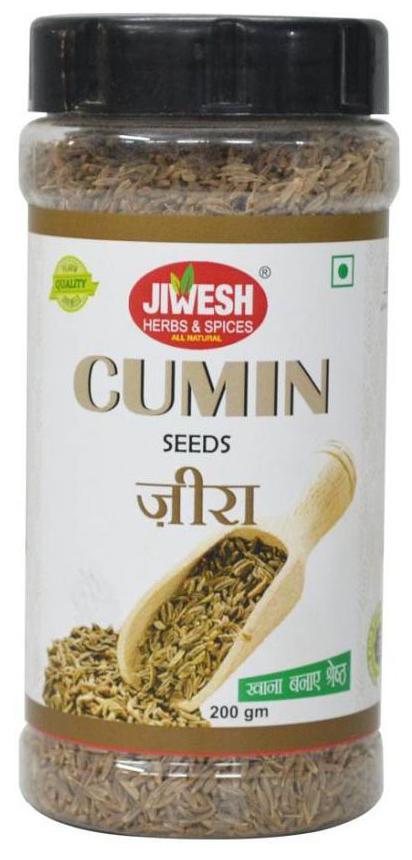 QUALITY
JIWESH
®
HERBS & SPICES
ALL NATURAL
CUMIN
SEEDS
ज़ीरा
खाना बनाए श्रेष्ठ
200 gm